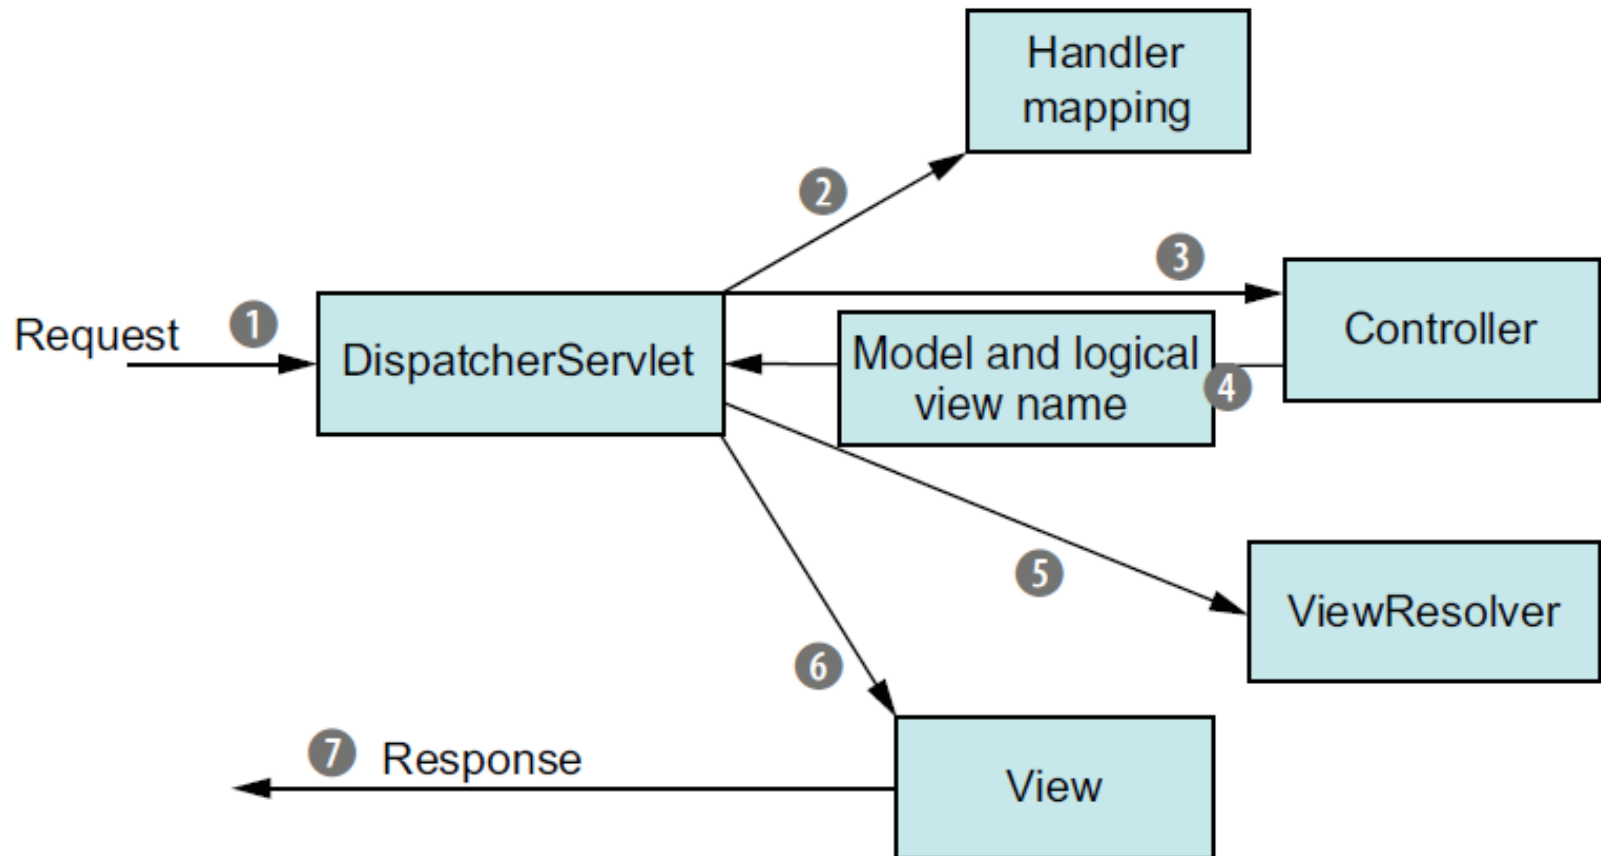 Handler
mapping
2
3
Request
1
DispatcherServlet
Model and logical
view name
4
Controller
5
ViewResolver
6
7
Response
View